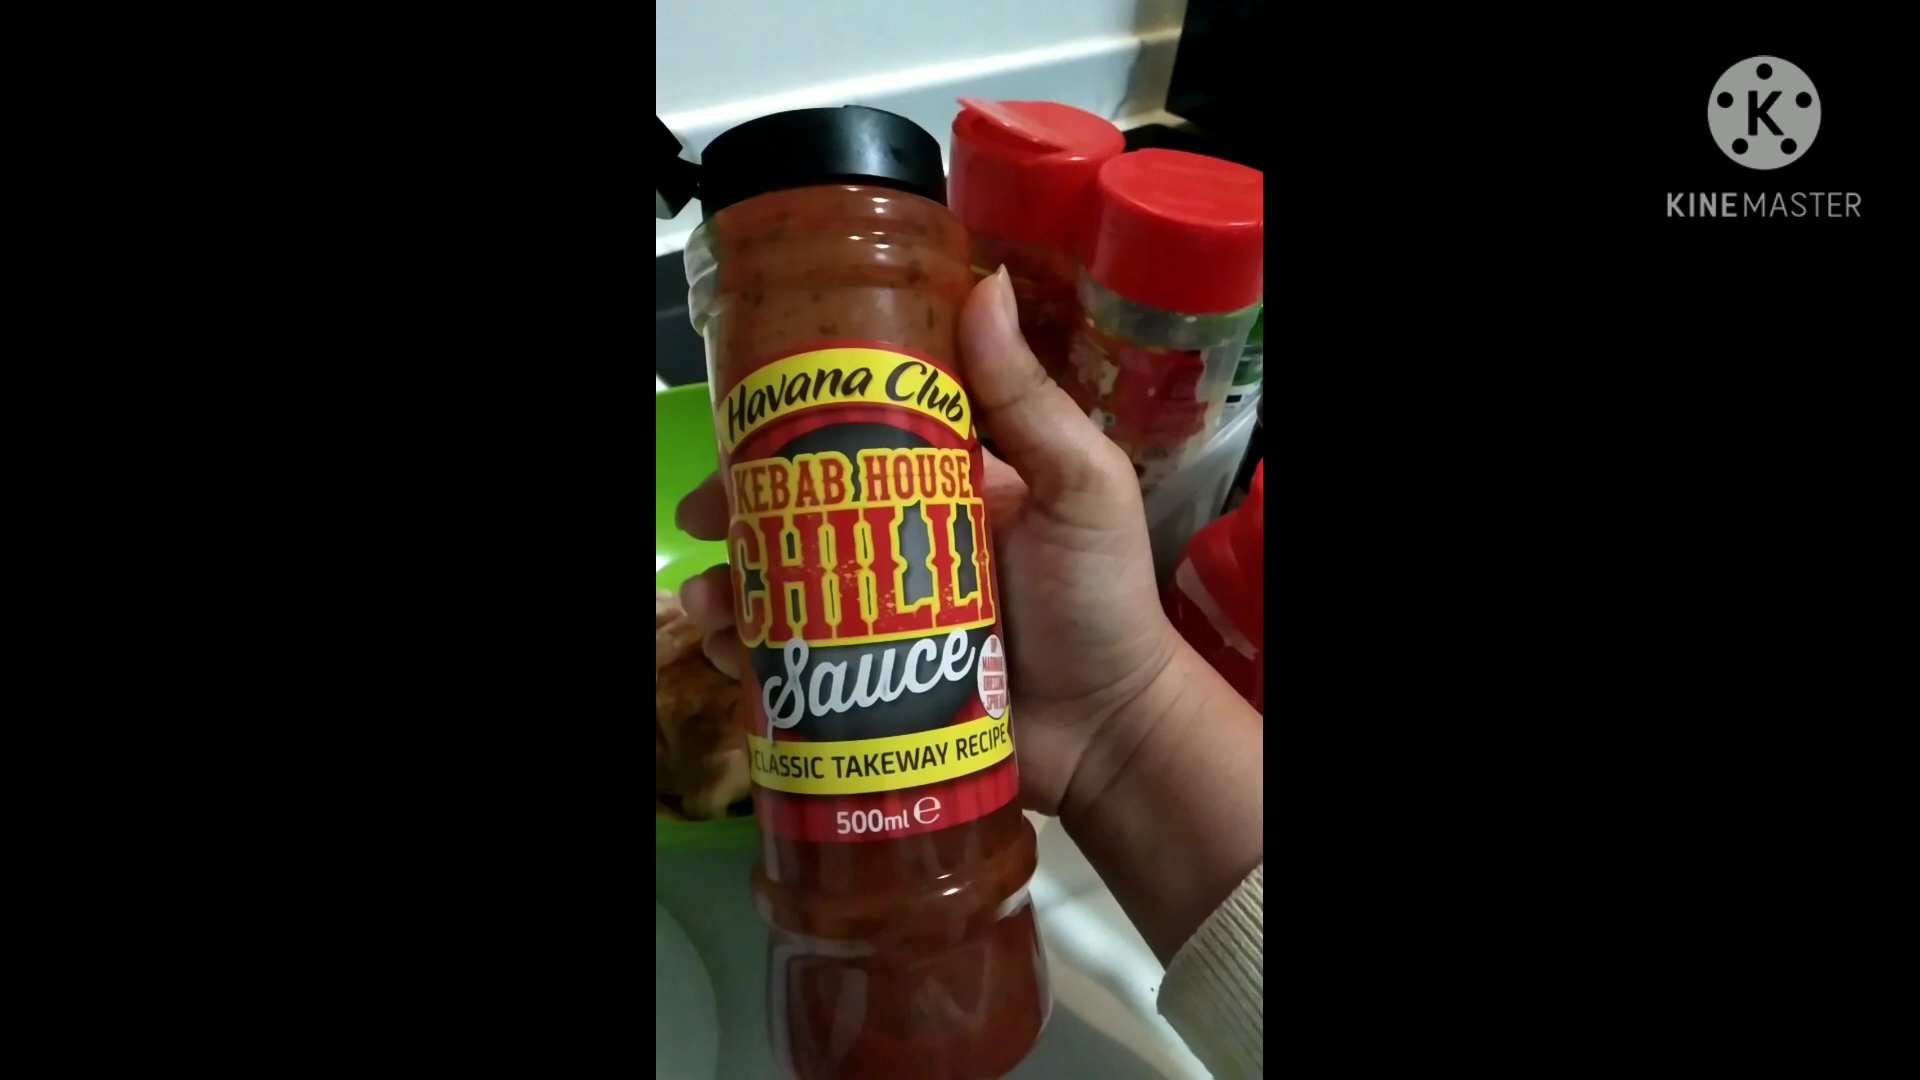 Havana Club
KEBAB HOUSE
CHILLI
Sauce
CLASSIC TAKEWAY RECIPE
500ml e
K
KINEMASTER